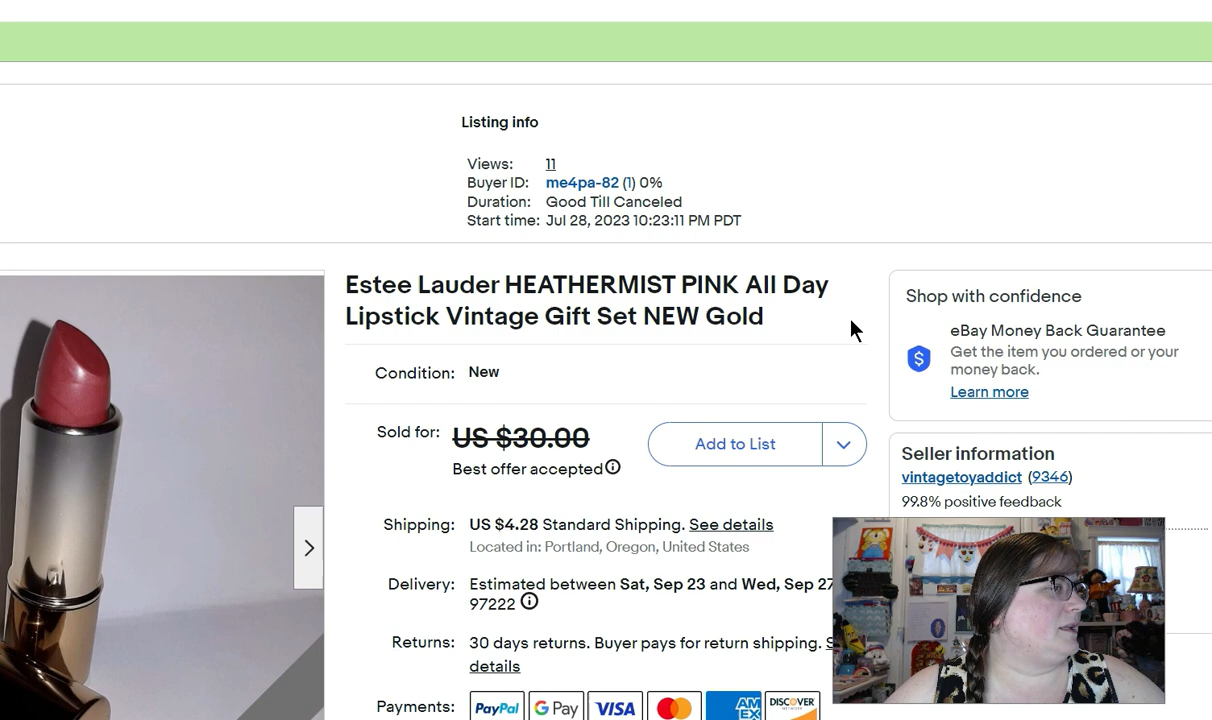 Listing info
Views: 11
Buyer ID: me4pa-82 (1) 0%
Duration: Good Till Canceled
Start time: Jul 28, 2023 10:23:11 PM PDT
Estee Lauder HEATHERMIST PINK All Day
Lipstick Vintage Gift Set NEW Gold
Condition: New
Sold for: US $30.00
Add to List
Best offer accepted
Shipping: US $4.28 Standard Shipping. See details
Located in: Portland, Oregon, United States
Delivery: Estimated between Sat, Sep 23 and Wed, Sep 27
97222
Returns: 30 days returns. Buyer pays for return shipping. S
details
Payments: PayPal G Pay VISA MasterCard AM EX DISCOVER
Shop with confidence
eBay Money Back Guarantee
Get the item you ordered or your
money back.
Learn more
Seller information
vintagetoyaddict (9346)
99.8% positive feedback